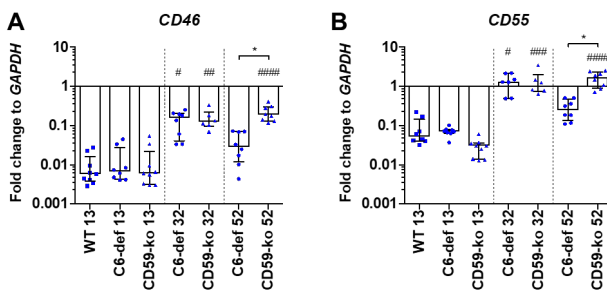 A
CD46
Fold change to GAPDH
10
1
0.1
0.01
0.001
#
##
*
####
WT 13
C6-def 13
CD59-ko 13
C6-def 32
CD59-ko 32
C6-def 52
CD59-ko 52
B
CD55
Fold change to GAPDH
10
1
0.1
0.01
0.001
#
###
*
####
WT 13
C6-def 13
CD59-ko 13
C6-def 32
CD59-ko 32
C6-def 52
CD59-ko 52